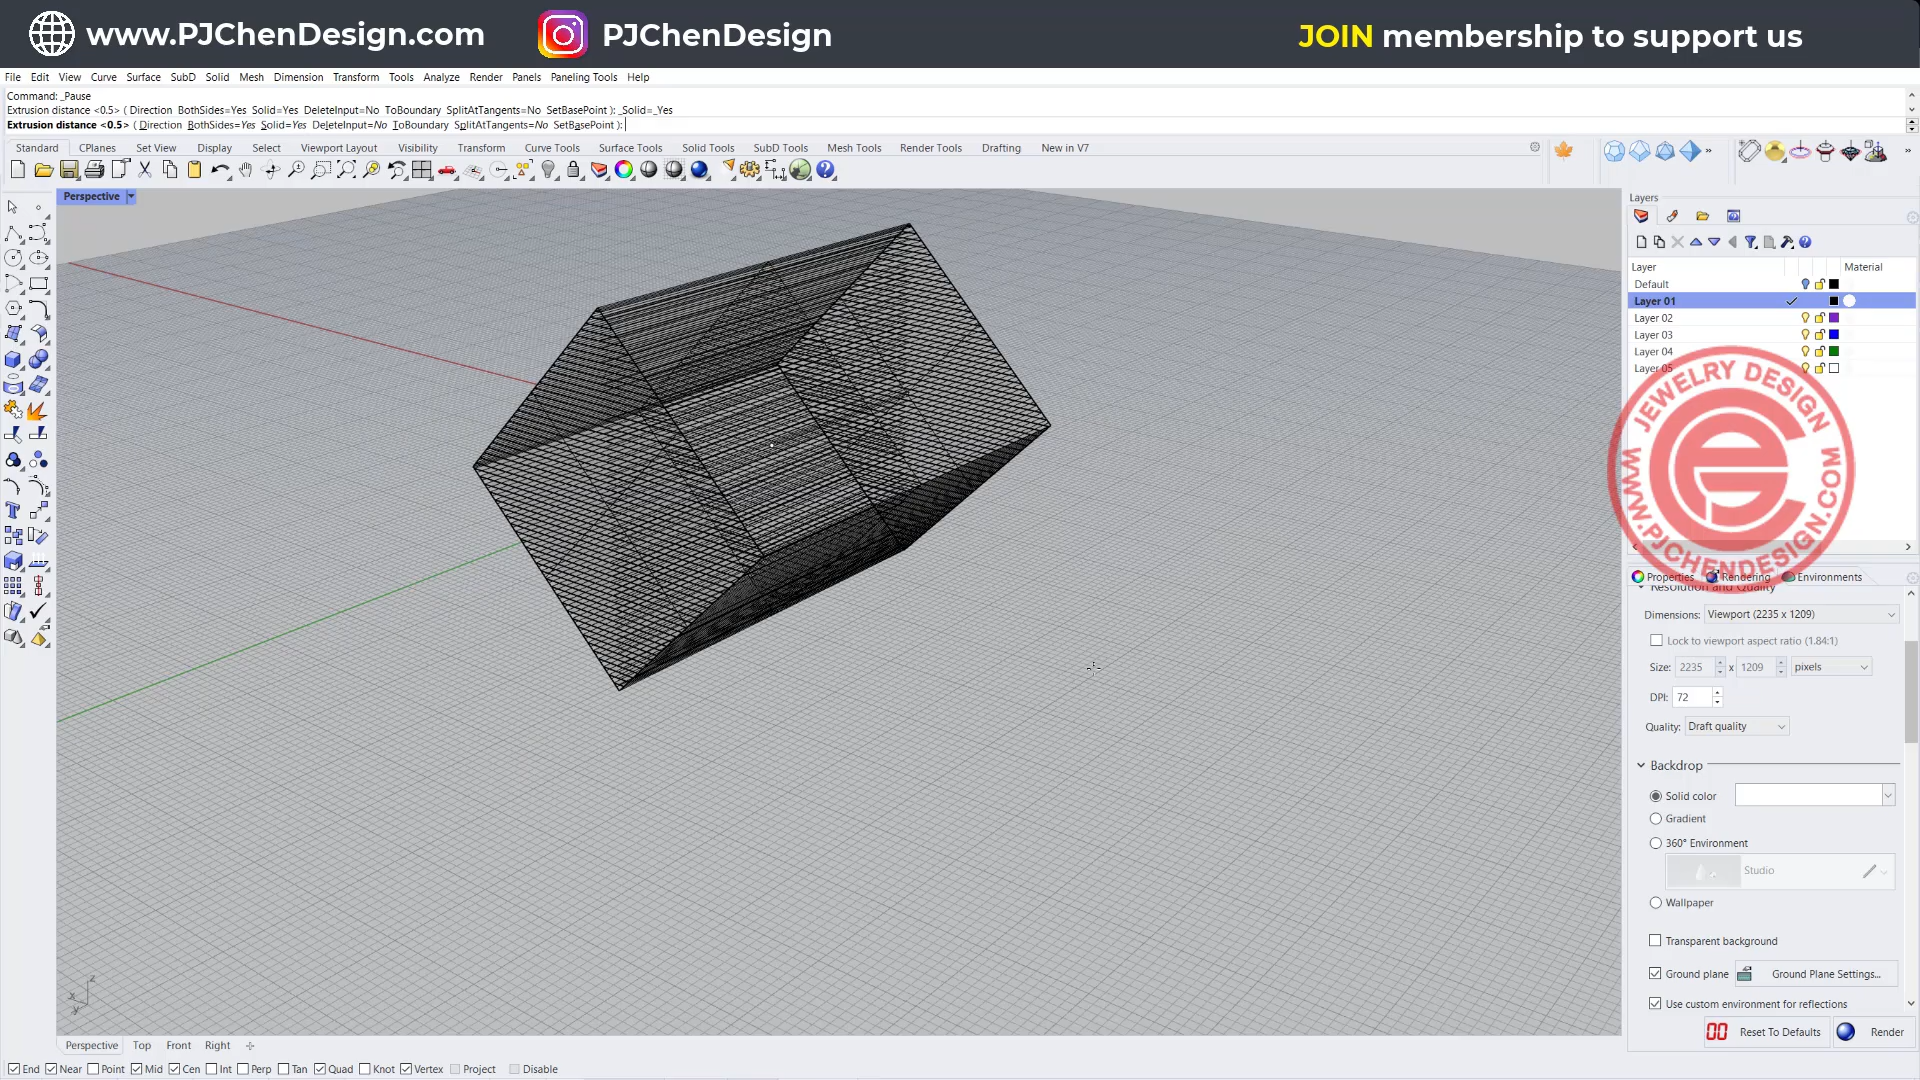 www.PJChenDesign.com PJChenDesign JOIN membership to support us
File Edit View Curve Surface SubD Solid Mesh Dimension Transform Tools Analyze Render Panels Paneling Tools Help
Command: _Pause
Extrusion distance <0.5> ( Direction BothSides=Yes Solid=Yes DeleteInput=No ToBoundary SplitAtTangents=No SetBasePoint ): _Solid=_Yes
Extrusion distance <0.5> ( Direction BothSides=Yes Solid=Yes DeleteInput=No ToBoundary SplitAtTangents=No SetBasePoint ):
Standard CPlanes Set View Display Select Viewport Layout Visibility Transform Curve Tools Surface Tools Solid Tools SubD Tools Mesh Tools Render Tools Drafting New in V7
Perspective
Layers
Layer Material
Default
Layer 01
Layer 02
Layer 03
Layer 04
Layer 05
JEWELRY DESIGN
WWW.PJCHENDESIGN.COM
Properties Rendering Environments
Resolution and Quality
Dimensions: Viewport (2235 x 1209)
Lock to viewport aspect ratio (1.84:1)
Size: 2235 x 1209 pixels
DPI: 72
Quality: Draft quality
Backdrop
Solid color
Gradient
360° Environment
Studio
Wallpaper
Transparent background
Ground plane Ground Plane Settings...
Use custom environment for reflections
Reset To Defaults Render
z
x
y
Perspective Top Front Right
End Near Point Mid Cen Int Perp Tan Quad Knot Vertex Project Disable